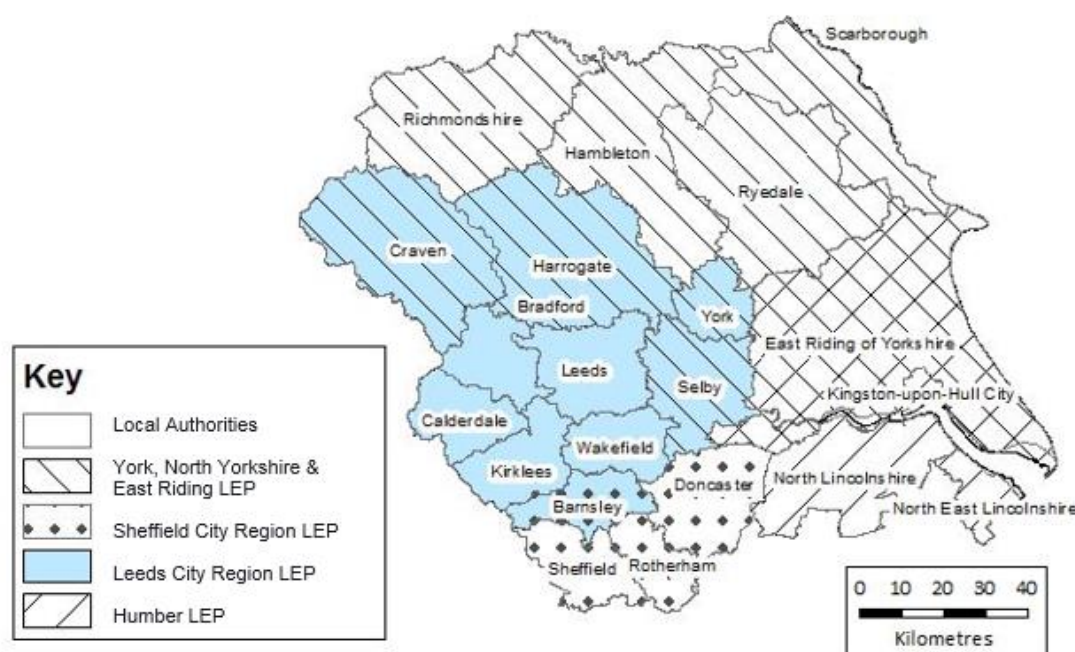 Scarborough
Richmondshire
Hambleton
Ryedale
Craven
Harrogate
Bradford
York
East Riding of Yorkshire
Leeds
Selby
Kingston-upon-Hull City
Calderdale
Wakefield
Kirklees
Doncaster
North Lincolnshire
Barnsley
North East Lincolnshire
Sheffield
Rotherham
Key
Local Authorities
York, North Yorkshire &
East Riding LEP
Sheffield City Region LEP
Leeds City Region LEP
Humber LEP
0 10 20 30 40
Kilometres